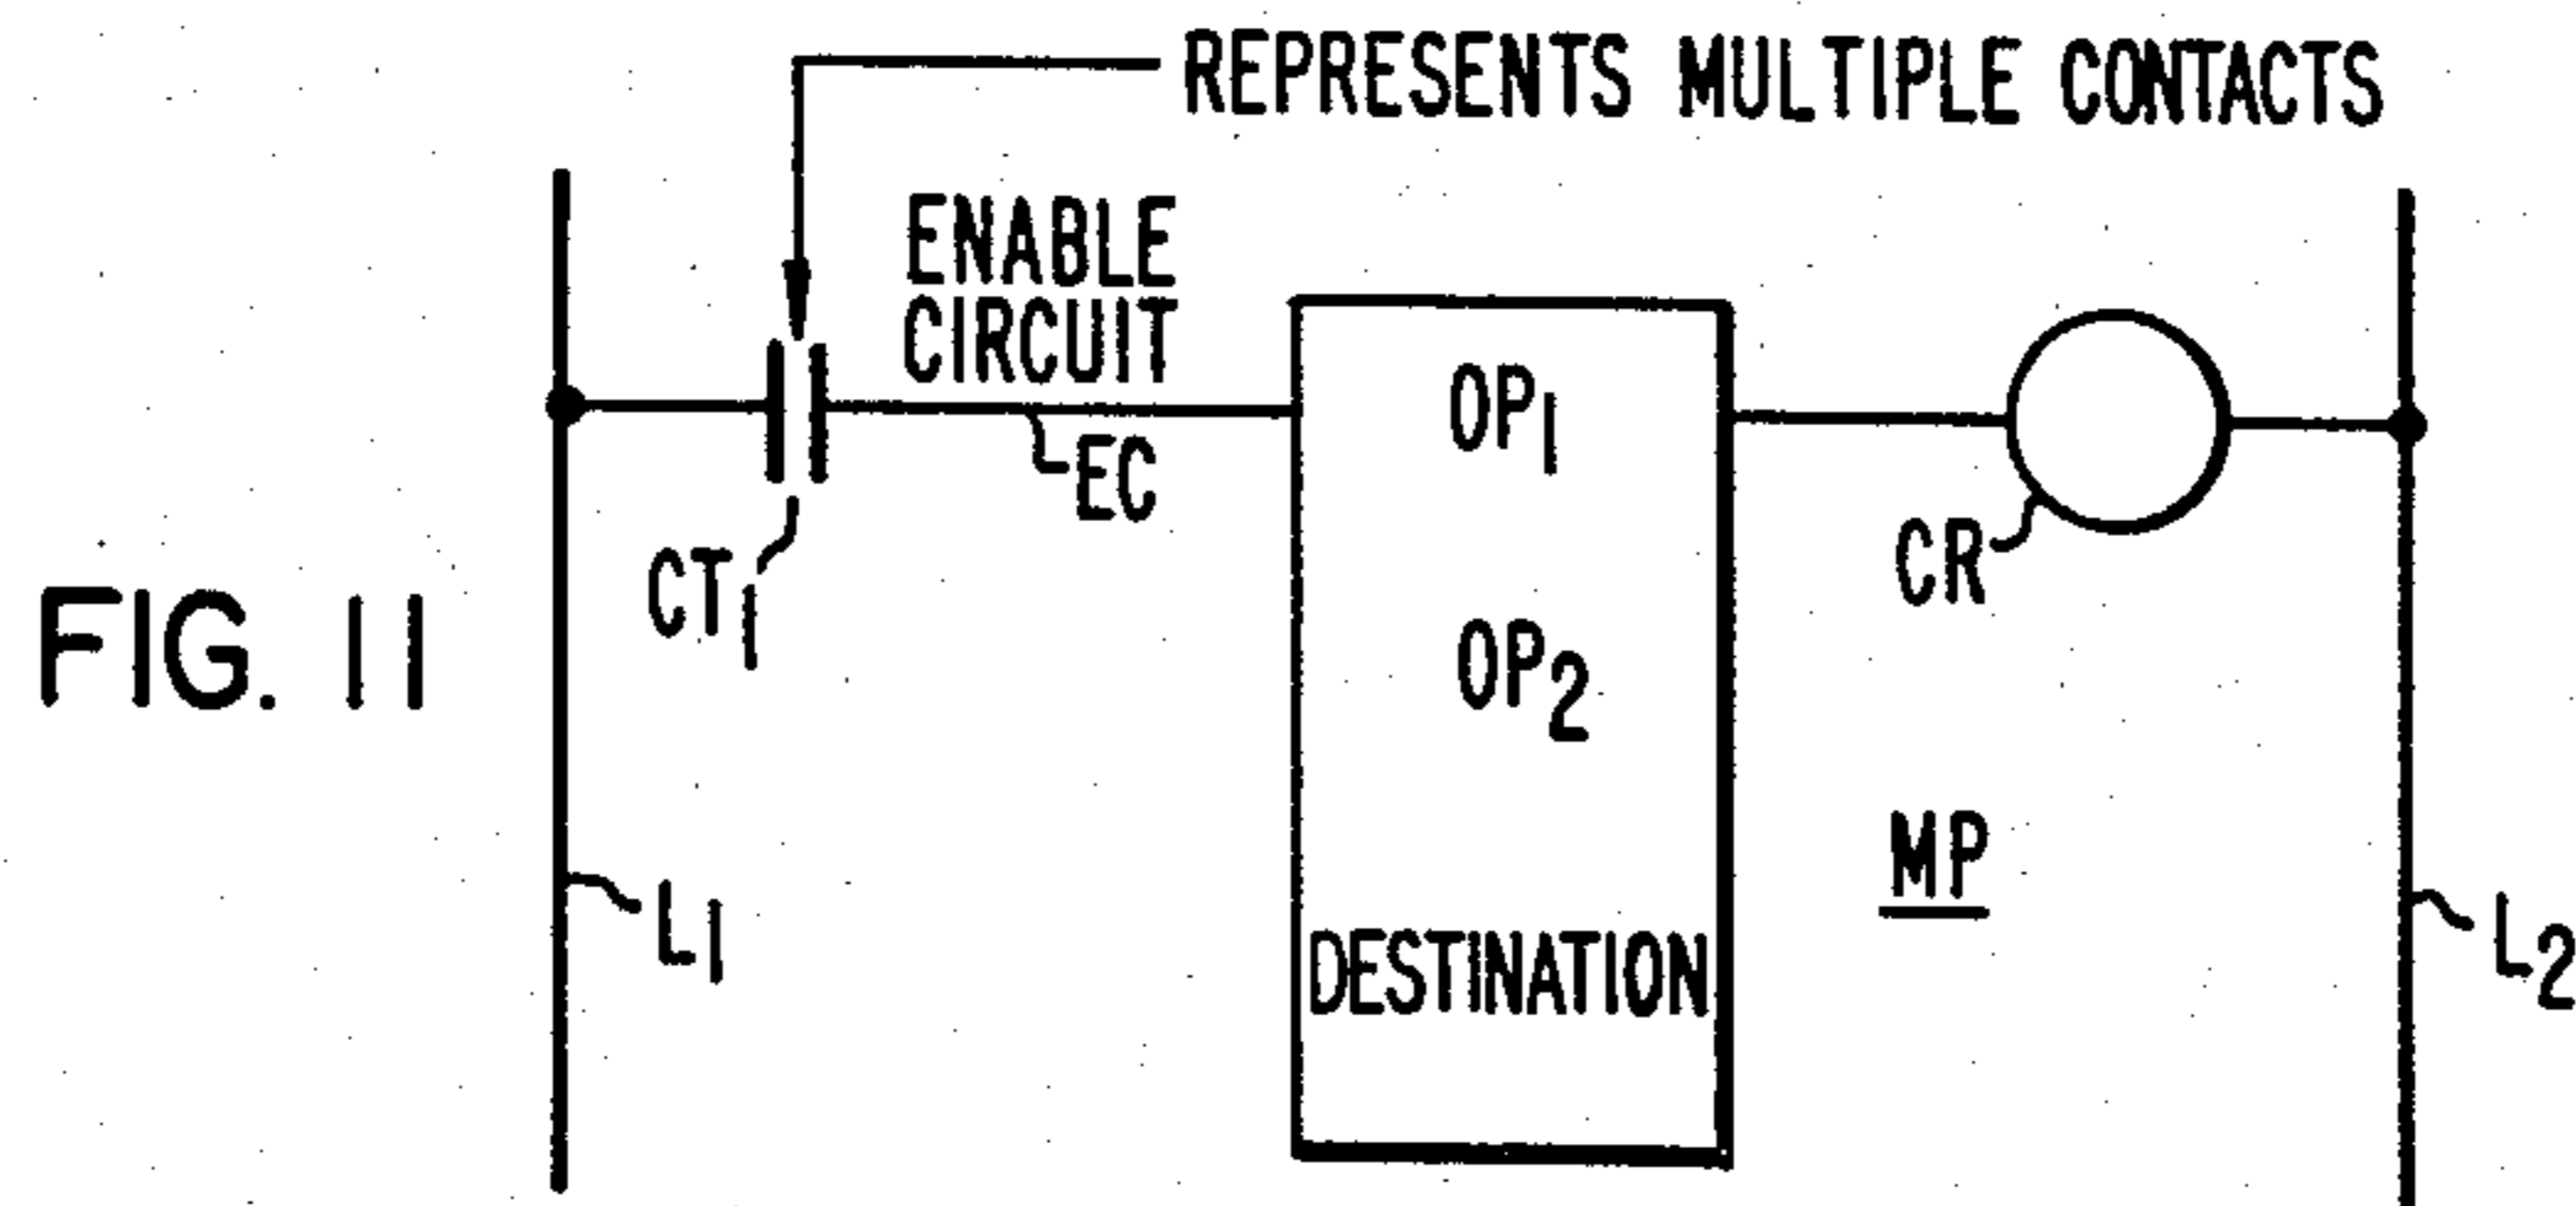 REPRESENTS MULTIPLE CONTACTS
ENABLE
CIRCUIT
EC
CT1
OP1
OP2
DESTINATION
CR
MP
L1
L2
FIG. 11